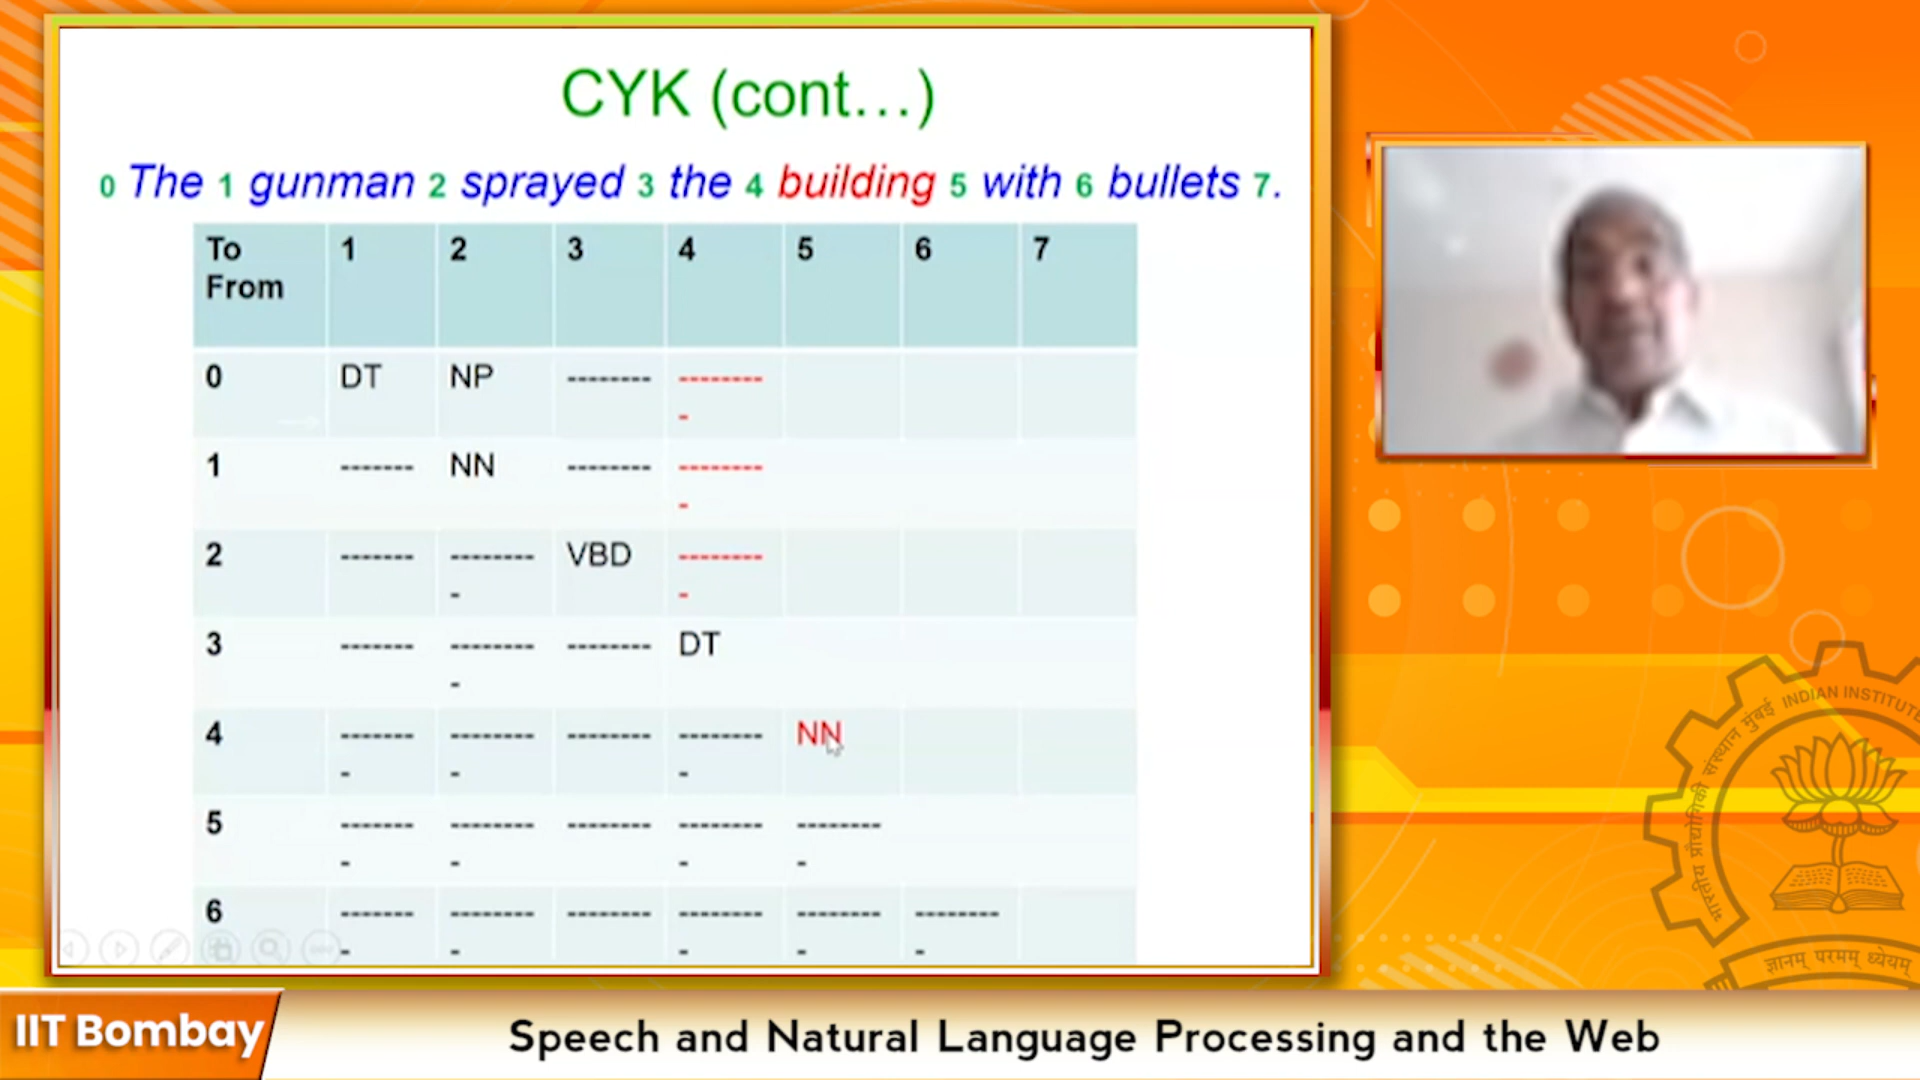 CYK (cont...)
0 The 1 gunman 2 sprayed 3 the 4 building 5 with 6 bullets 7.
To From 1 2 3 4 5 6 7
0 DT NP -------- ---------
1 ------- NN -------- ---------
2 ------- --------- VBD ---------
3 ------- --------- -------- DT
4 -------- --------- -------- --------- NN
5 -------- --------- -------- --------- ---------
6 -------- --------- -------- --------- --------- ---------
INDIAN INSTITUTE
भारतीय प्रौद्योगिकी संस्थान मुंबई
ज्ञानम् परमम् ध्येयम्
IIT Bombay
Speech and Natural Language Processing and the Web